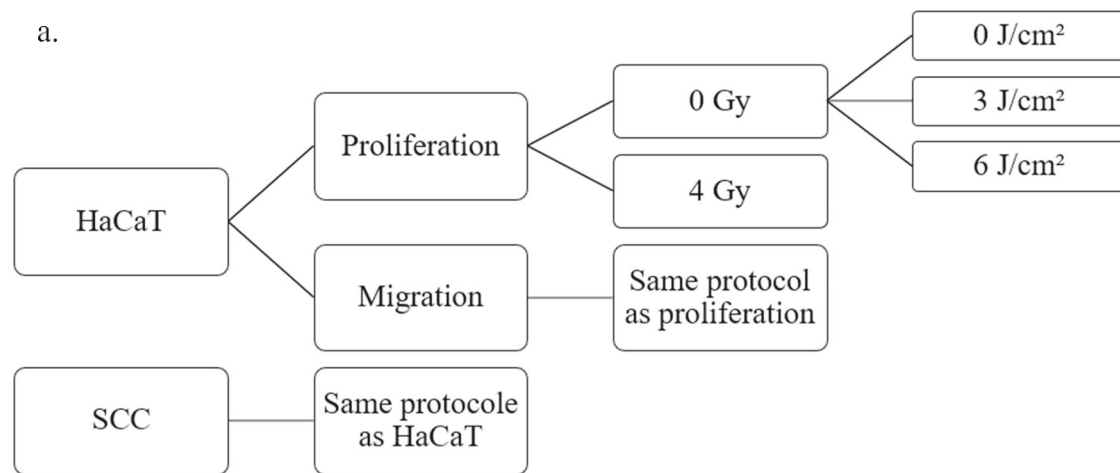 a.
HaCaT
Proliferation
0 Gy
0 J/cm²
3 J/cm²
6 J/cm²
4 Gy
Migration
Same protocol
as proliferation
SCC
Same protocole
as HaCaT